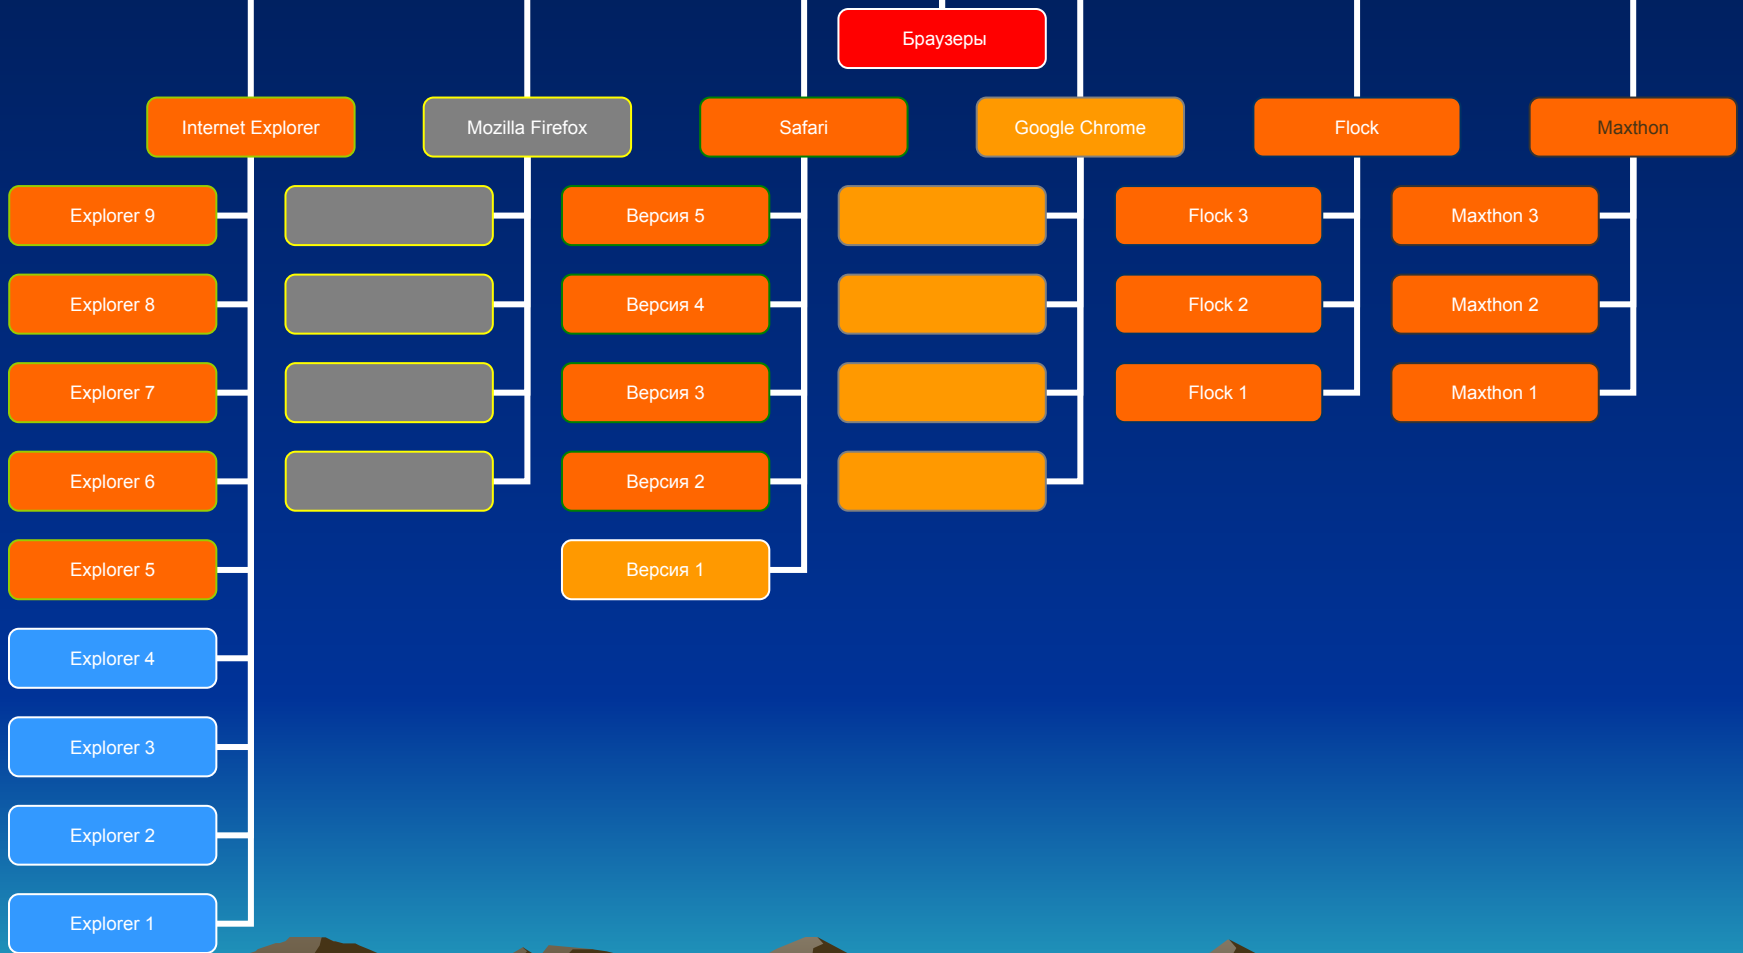 Браузеры
Internet Explorer
Mozilla Firefox
Safari
Google Chrome
Flock
Maxthon
Explorer 9
Explorer 8
Explorer 7
Explorer 6
Explorer 5
Explorer 4
Explorer 3
Explorer 2
Explorer 1
Версия 5
Версия 4
Версия 3
Версия 2
Версия 1
Flock 3
Flock 2
Flock 1
Maxthon 3
Maxthon 2
Maxthon 1